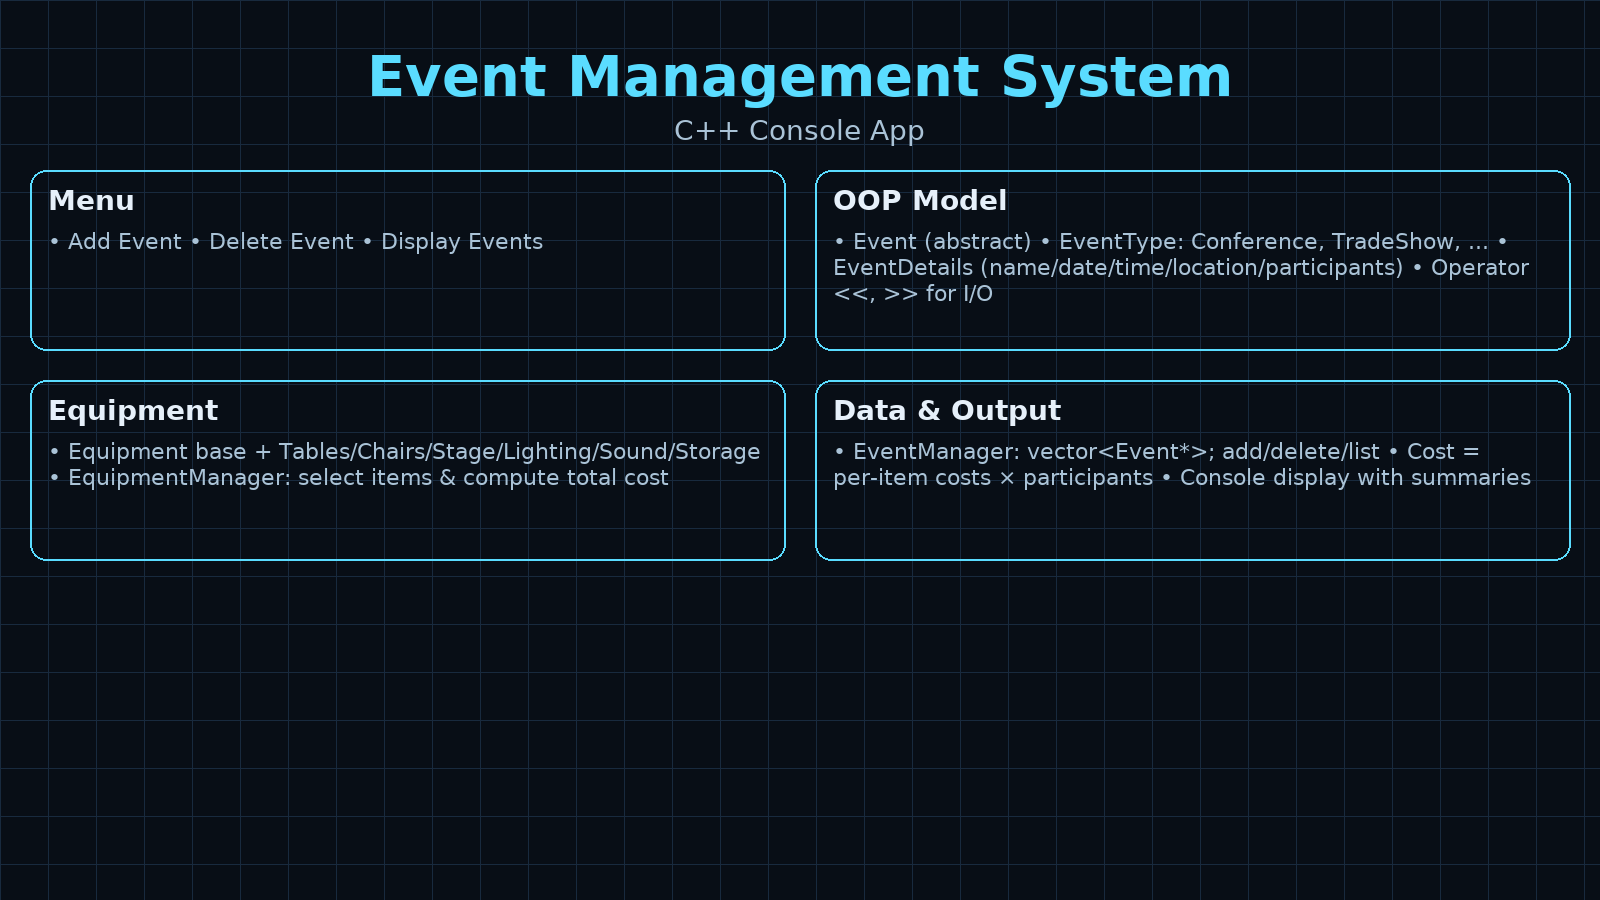 Event Management System
C++ Console App
Menu
• Add Event • Delete Event • Display Events
OOP Model
• Event (abstract) • EventType: Conference, TradeShow, ... •
EventDetails (name/date/time/location/participants) • Operator
<<, >> for I/O
Equipment
• Equipment base + Tables/Chairs/Stage/Lighting/Sound/Storage
• EquipmentManager: select items & compute total cost
Data & Output
• EventManager: vector<Event*>; add/delete/list • Cost =
per-item costs × participants • Console display with summaries